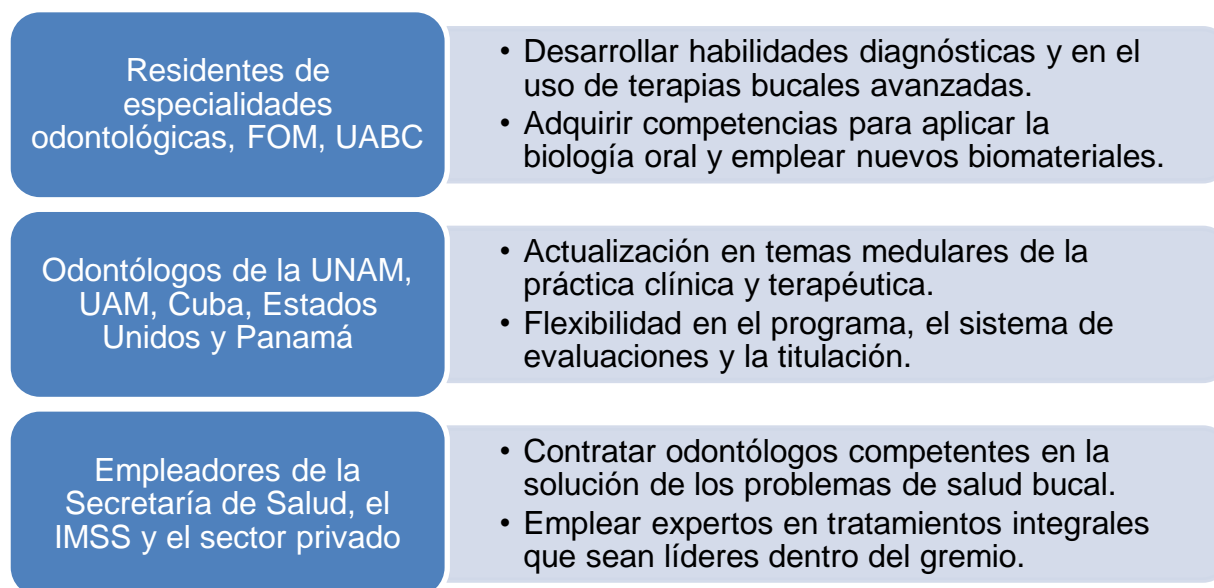 Residentes de
especialidades
odontológicas, FOM, UABC
• Desarrollar habilidades diagnósticas y en el
uso de terapias bucales avanzadas.
• Adquirir competencias para aplicar la
biología oral y emplear nuevos biomateriales.
Odontólogos de la UNAM,
UAM, Cuba, Estados
Unidos y Panamá
• Actualización en temas medulares de la
práctica clínica y terapéutica.
• Flexibilidad en el programa, el sistema de
evaluaciones y la titulación.
Empleadores de la
Secretaría de Salud, el
IMSS y el sector privado
• Contratar odontólogos competentes en la
solución de los problemas de salud bucal.
• Emplear expertos en tratamientos integrales
que sean líderes dentro del gremio.